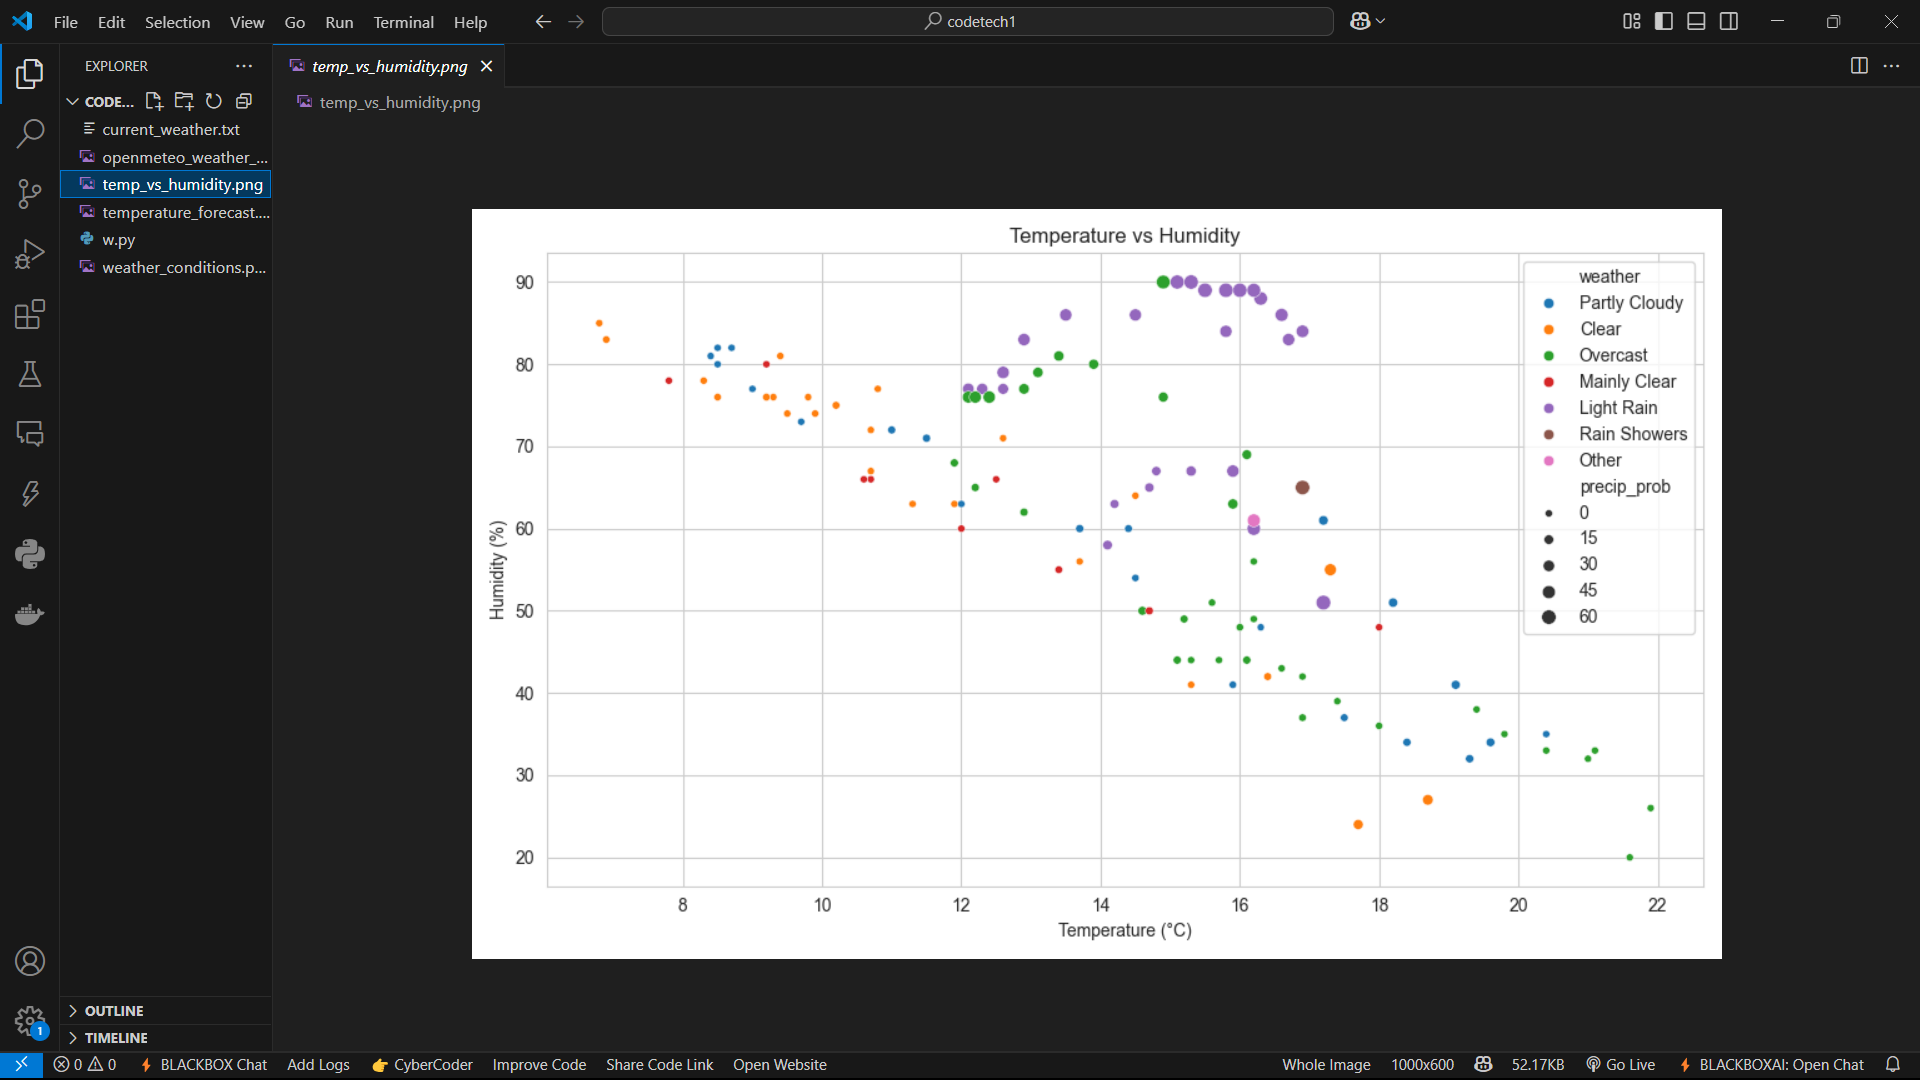 File Edit Selection View Go Run Terminal Help
codetech1
EXPLORER
CODE...
current_weather.txt
openmeteo_weather_...
temp_vs_humidity.png
temperature_forecast....
w.py
weather_conditions.p...
OUTLINE
TIMELINE
temp_vs_humidity.png
temp_vs_humidity.png
Temperature vs Humidity
90
80
70
60
50
40
30
20
Humidity (%)
8 10 12 14 16 18 20 22
Temperature (°C)
weather
Partly Cloudy
Clear
Overcast
Mainly Clear
Light Rain
Rain Showers
Other
precip_prob
0
15
30
45
60
1
0 0 BLACKBOX Chat Add Logs CyberCoder Improve Code Share Code Link Open Website Whole Image 1000x600 52.17KB Go Live BLACKBOXAI: Open Chat